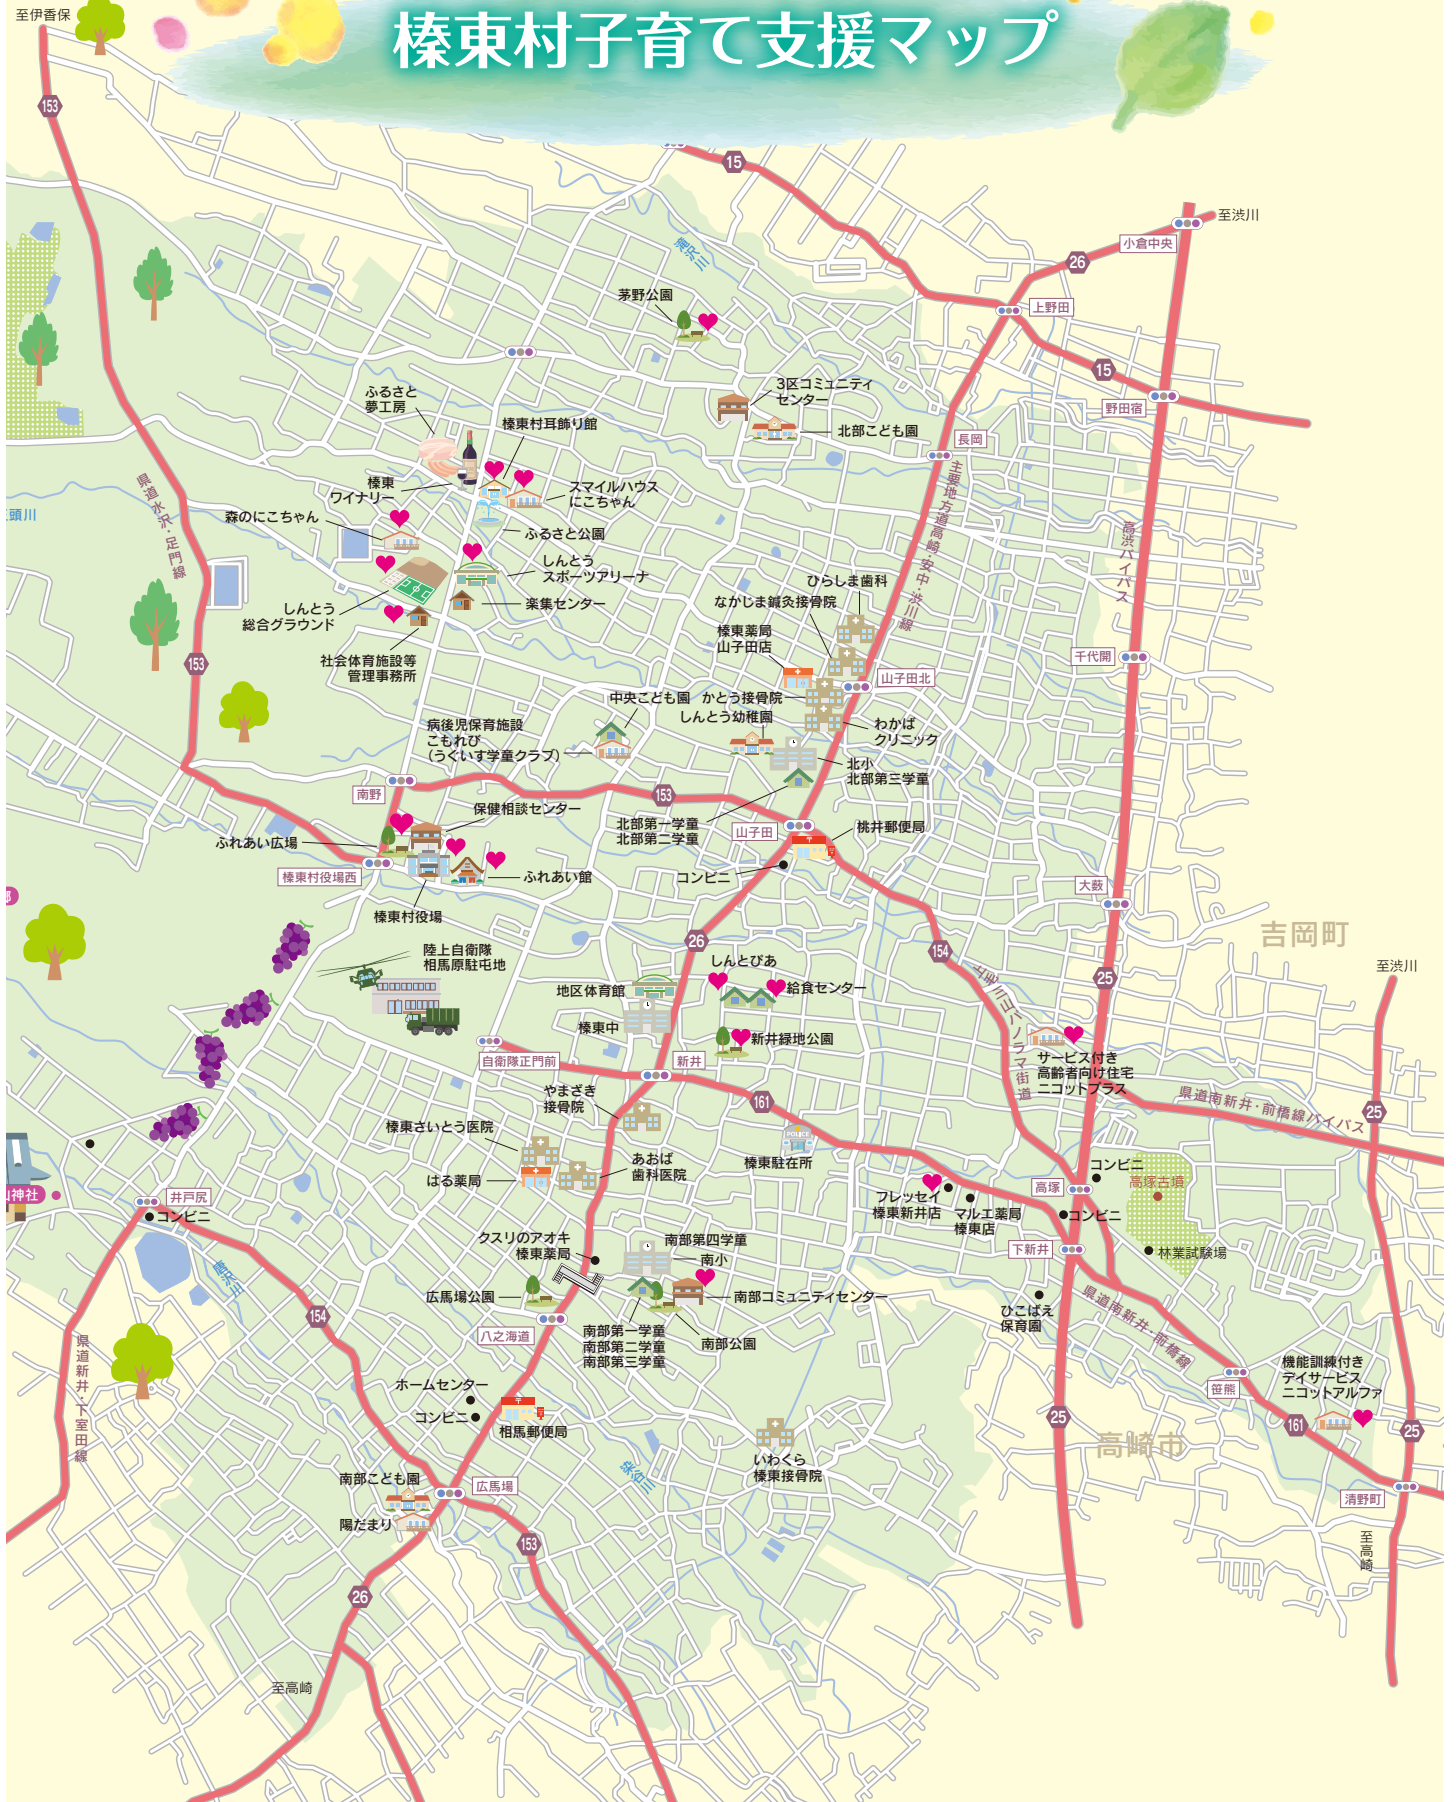 榛東村子育て支援マップ
至伊香保
153
15
至渋川
小倉中央
26
滝沢川
茅野公園
上野田
15
野田宿
3区コミュニティ
センター
ふるさと
夢工房
榛東村耳飾り館
北部こども園
長岡
榛東
ワイナリー
スマイルハウス
にこちゃん
主要地方道高崎・安中・渋川線
県道水沢・足門線
頭川
森のにこちゃん
ふるさと公園
高渋バイパス
しんとう
スポーツアリーナ
ひらしま歯科
なかじま鍼灸接骨院
楽集センター
しんとう
総合グラウンド
榛東薬局
山子田店
153
社会体育施設等
管理事務所
千代開
山子田北
中央こども園
かとう接骨院
しんとう幼稚園
わかば
クリニック
病後児保育施設
こもれび
(うぐいす学童クラブ)
北小
北部第三学童
南野
153
保健相談センター
北部第一学童
北部第二学童
山子田
桃井郵便局
ふれあい広場
榛東村役場西
ふれあい館
コンビニ
大藪
榛東村役場
吉岡町
26
154
陸上自衛隊
相馬原駐屯地
しんとぴあ
至渋川
25
地区体育館
給食センター
榛東中
新井緑地公園
上毛三山パノラマ街道
自衛隊正門前
新井
サービス付き
高齢者向け住宅
ニコットプラス
やまざき
接骨院
161
県道南新井・前橋線バイパス
25
榛東さいとう医院
榛東駐在所
POLICE
あおば
歯科医院
はる薬局
コンビニ
高塚古墳
高塚
フレッセイ
榛東新井店
マルエ薬局
榛東店
山神社
井戸尻
コンビニ
コンビニ
クスリのアオキ
榛東薬局
南部第四学童
南小
下新井
林業試験場
唐沢川
広馬場公園
南部コミュニティセンター
154
ひこばえ
保育園
県道南新井・前橋線
八之海道
南部第一学童
南部第二学童
南部第三学童
南部公園
県道新井・下室田線
機能訓練付き
デイサービス
ニコットアルファ
笹熊
ホームセンター
コンビニ
相馬郵便局
25
161
25
高崎市
いわくら
榛東接骨院
染谷川
南部こども園
広馬場
清野町
陽だまり
153
至高崎
26
至高崎